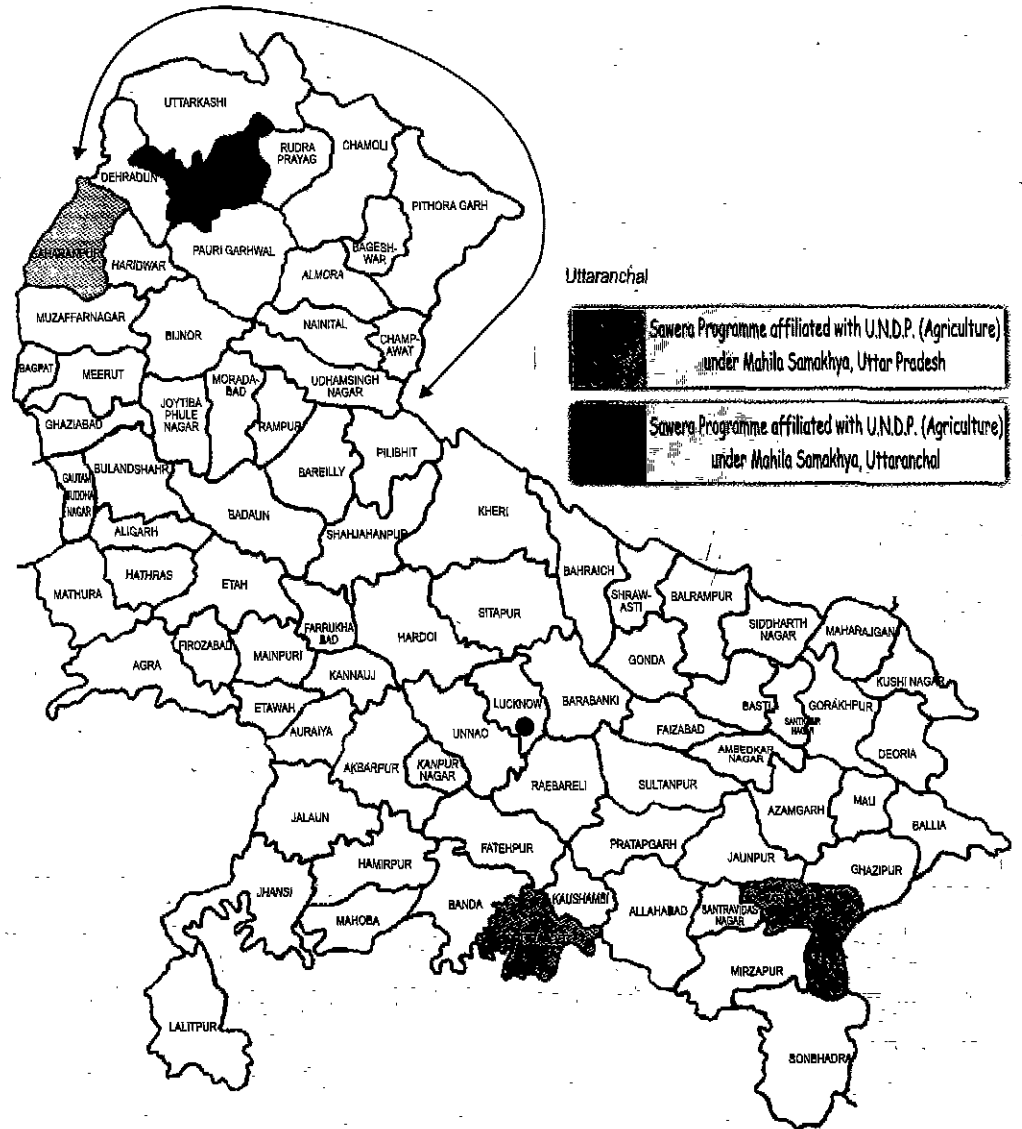 UTTARKASHI
RUDRA
PRAYAG
CHAMOLI
DEHRADUN
PITHORA GARH
SAHARANPUR
HARIDWAR
PAURI GARHWAL
BAGESH-
WAR
ALMORA
Uttaranchal
MUZAFFARNAGAR
BIJNOR
NAINITAL
CHAMP-
AWAT
Sawera Programme affiliated with U.N.D.P. (Agriculture)
under Mahila Samakhya, Uttar Pradesh
BAGPAT
MEERUT
JOYTIBA
PHULE
NAGAR
MORADA-
BAD
UDHAMSINGH
NAGAR
GHAZIABAD
RAMPUR
Sawera Programme affiliated with U.N.D.P. (Agriculture)
under Mahila Samakhya, Uttaranchal
PILIBHIT
GAUTAM
BUDDHA
NAGAR
BULANDSHAHR
BAREILLY
BADAUN
KHERI
ALIGARH
SHAHJAHANPUR
MATHURA
HATHRAS
ETAH
BAHRAICH
SHRAW-
ASTI
BALRAMPUR
FARRUKHA
BAD
HARDOI
SITAPUR
SIDDHARTH
NAGAR
MAHARAJGAN
AGRA
FIROZABAD
MAINPURI
GONDA
KANNAUJ
KUSHI NAGAR
ETAWAH
LUCKNOW
BARABANKI
BASTI
GORAKHPUR
AURAIYA
UNNAO
FAIZABAD
DEORIA
AKBARPUR
KANPUR
NAGAR
AMBEDKAR
NAGAR
RAEBARELI
SULTANPUR
AZAMGARH
MAU
BALLIA
JALAUN
FATEHPUR
PRATAPGARH
JAUNPUR
GHAZIPUR
HAMIRPUR
JHANSI
BANDA
KAUSHAMBI
ALLAHABAD
SANTRAVIDAS
NAGAR
MAHOBA
MIRZAPUR
LALITPUR
SONBHADRA